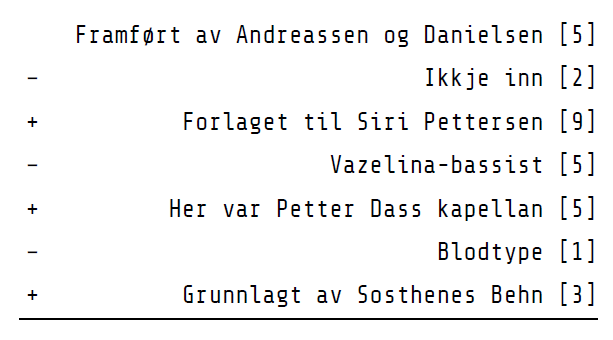 Framført av Andreassen og Danielsen [5]
− Ikkje inn [2]
+ Forlaget til Siri Pettersen [9]
− Vazelina-bassist [5]
+ Her var Petter Dass kapellan [5]
− Blodtype [1]
+ Grunnlagt av Sosthenes Behn [3]